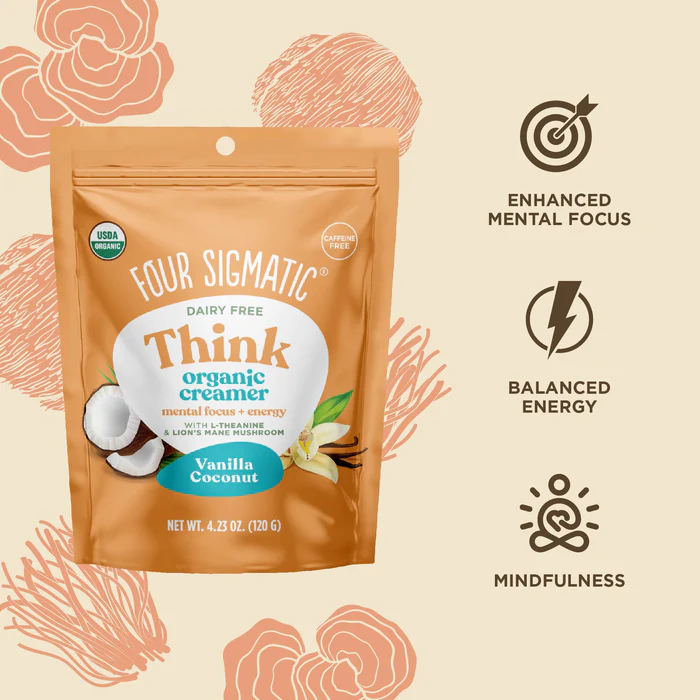 USDA
ORGANIC
CAFFEINE
FREE
FOUR SIGMATIC®
DAIRY FREE
Think
organic
creamer
mental focus + energy
WITH L-THEANINE
& LION'S MANE MUSHROOM
Vanilla
Coconut
NET WT. 4.23 OZ. (120 G)
ENHANCED
MENTAL FOCUS
BALANCED
ENERGY
MINDFULNESS